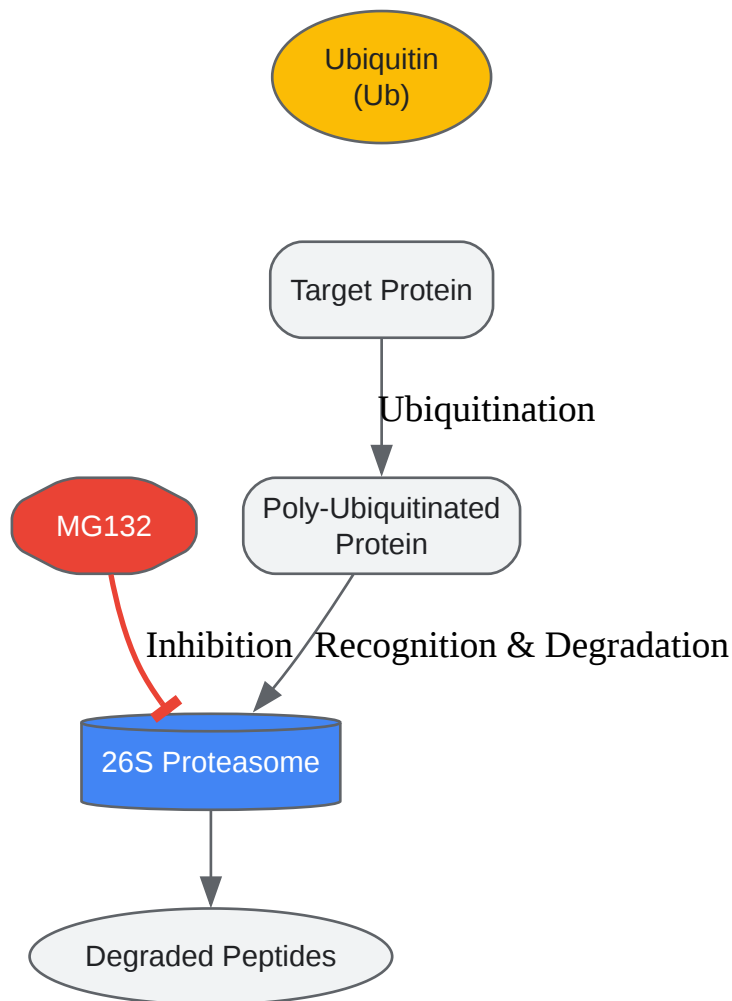 Ubiquitin
(Ub)
Target Protein
Ubiquitination
MG132
Poly-Ubiquitinated
Protein
Inhibition
Recognition & Degradation
26S Proteasome
Degraded Peptides